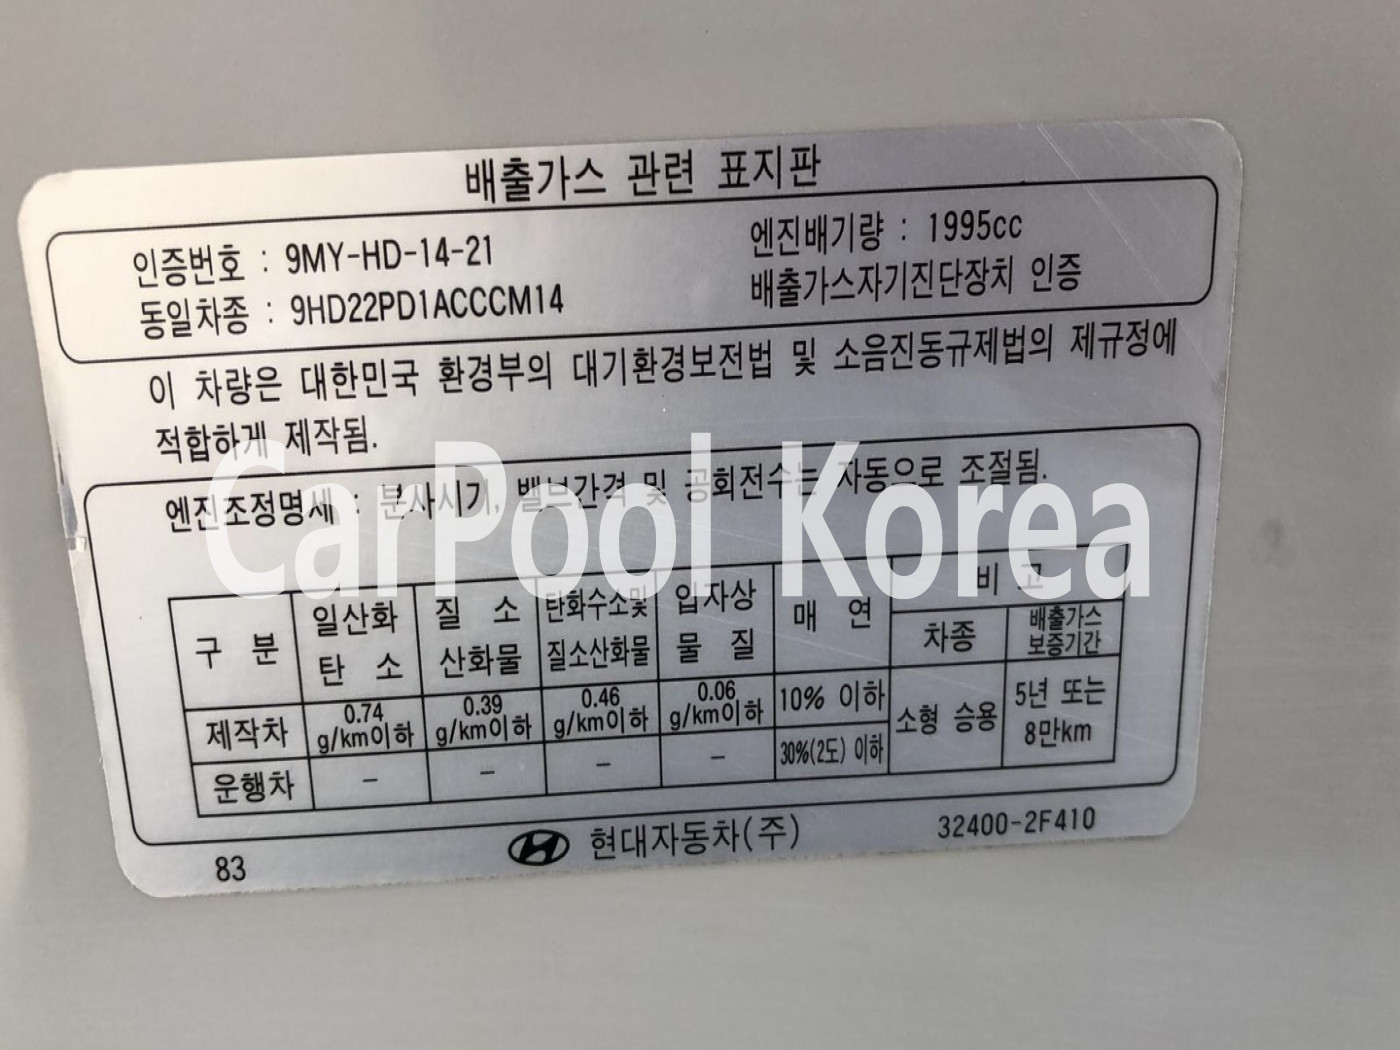 배출가스 관련 표지판
인증번호 : 9MY-HD-14-21
엔진배기량 : 1995cc
동일차종 : 9HD22PD1ACCCM14
배출가스자기진단장치 인증
이 차량은 대한민국 환경부의 대기환경보전법 및 소음진동규제법의 제규정에
적합하게 제작됨.
엔진조정명세 : 분사시기, 밸브간격 및 공회전수는 자동으로 조절됨.
CarPool Korea
구 분 일산화 탄 소 질 소 산화물 탄화수소및 질소산화물 입자상 물 질 매 연 비 고
차종 배출가스 보증기간
제작차 0.74 g/km이하 0.39 g/km이하 0.46 g/km이하 0.06 g/km이하 10% 이하 소형 승용 5년 또는 8만km
운행차 - - - - 30%(2도) 이하
83 현대자동차(주) 32400-2F410